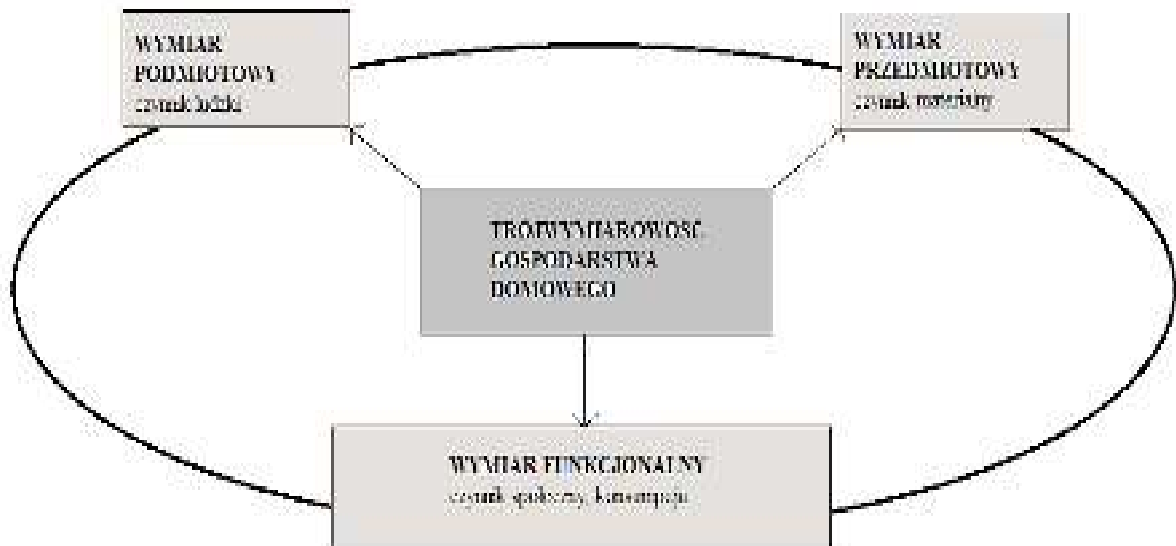 WYMIAR
PODMIOTOWY
czynnik ludzki
WYMIAR
PRZEDMIOTOWY
czynnik materialny
TRÓJWYMIAROWOŚĆ
GOSPODARSTWA
DOMOWEGO
WYMIAR FUNKCJONALNY
czynnik społeczny, konsumpcja